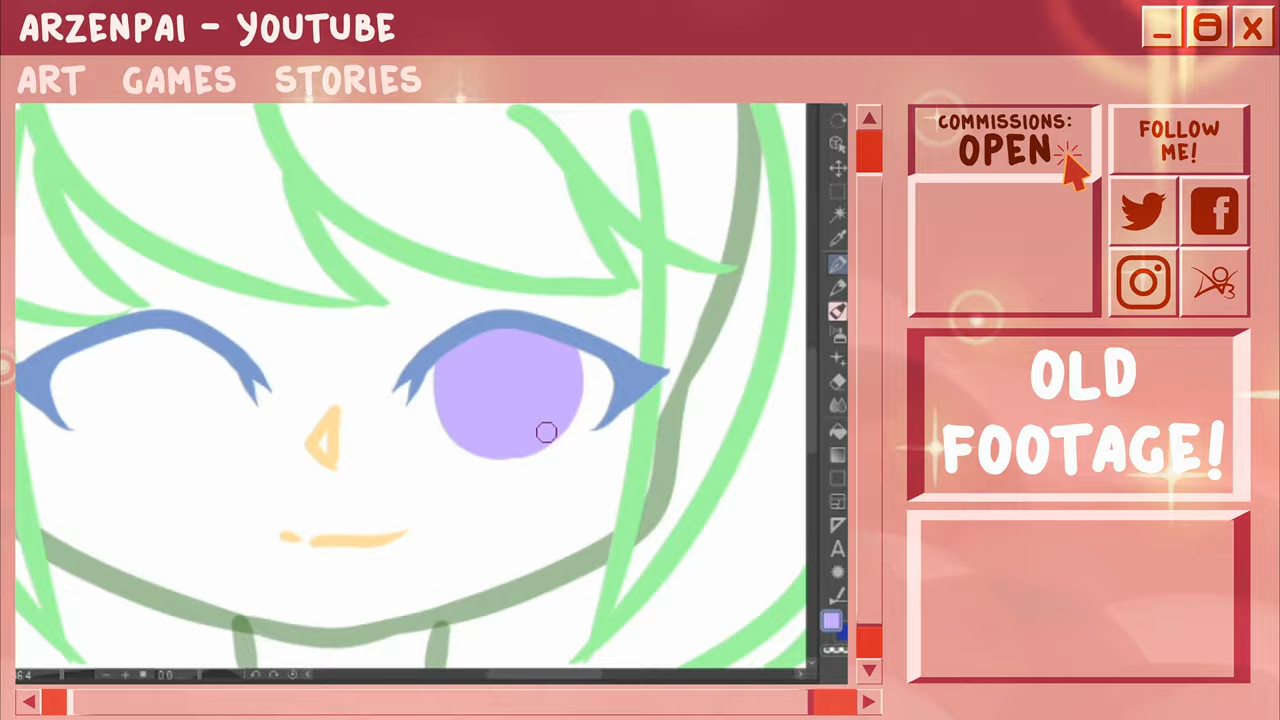 ARZENPAI - YOUTUBE
ART GAMES STORIES
COMMISSIONS:
OPEN
FOLLOW
ME!
OLD
FOOTAGE!